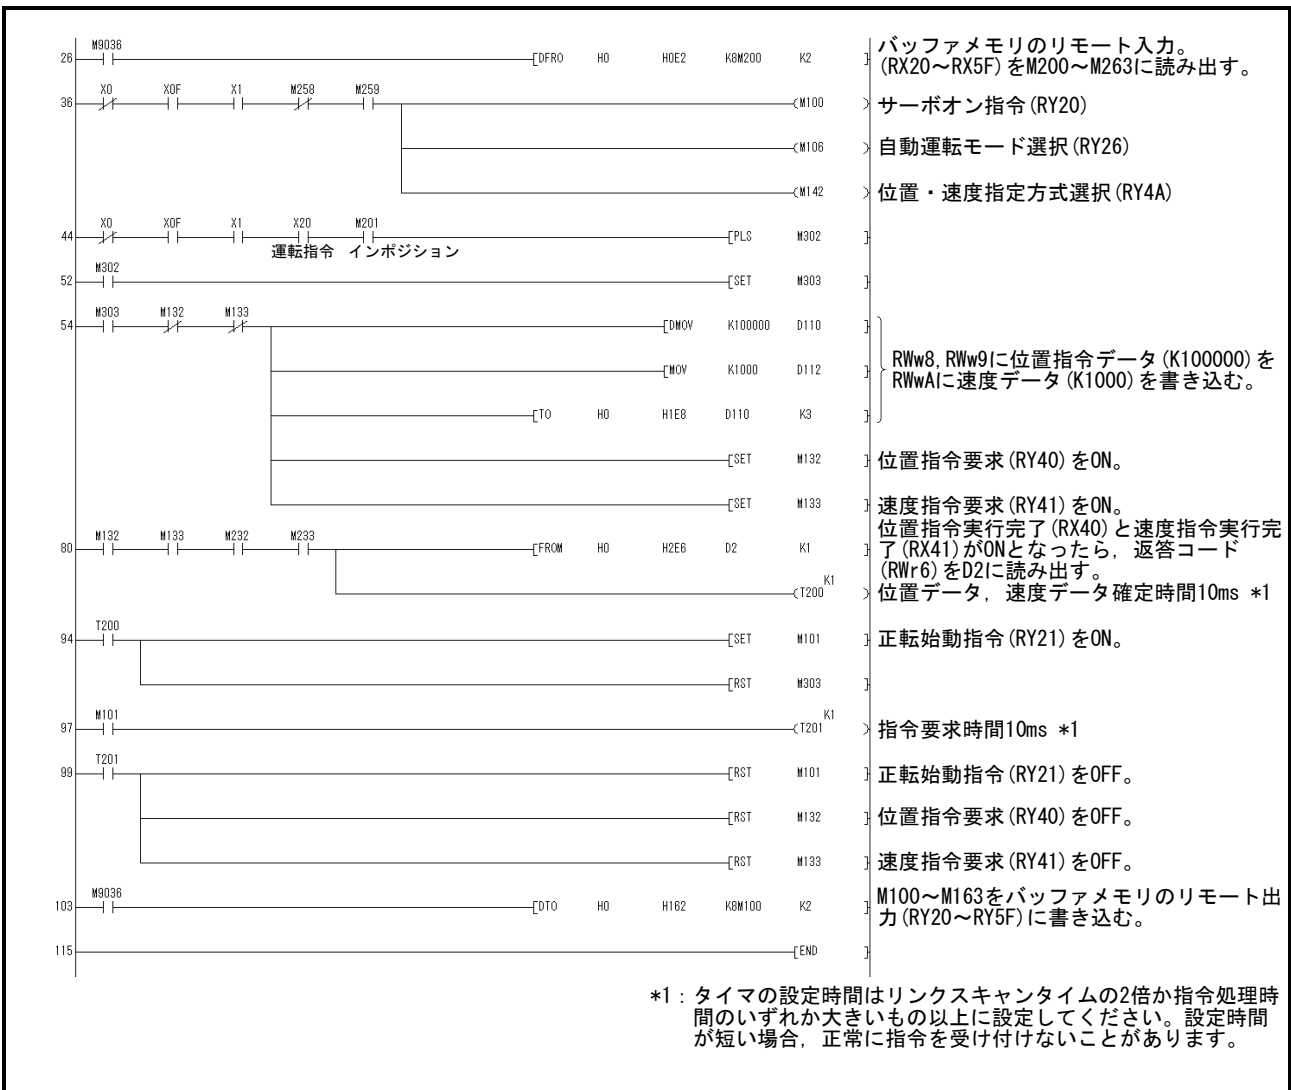 M9036
26 DFRO H0 H0E2 K8M200 K2 バッファメモリのリモート入力。
(RX20～RX5F)をM200～M263に読み出す。
X0 X0F X1 M258 M259
36 M100 サーボオン指令(RY20)
M106 自動運転モード選択(RY26)
M142 位置・速度指定方式選択(RY4A)
X0 X0F X1 X20 M201
44 PLS M302
運転指令 インポジション
M302
52 SET M303
M303 M132 M133
54 DMOV K100000 D110
RWw8,RWw9に位置指令データ(K100000)を
MOV K1000 D112
RWwAに速度データ(K1000)を書き込む。
TO H0 H1E8 D110 K3
SET M132 位置指令要求(RY40)をON。
SET M133 速度指令要求(RY41)をON。
M132 M133 M232 M233
80 FROM H0 H2E6 D2 K1 位置指令実行完了(RX40)と速度指令実行完
了(RX41)がONとなったら，返答コード
(RWr6)をD2に読み出す。
K1
T200 位置データ，速度データ確定時間10ms *1
T200
94 SET M101 正転始動指令(RY21)をON。
RST M303
M101 K1
97 T201 指令要求時間10ms *1
T201
99 RST M101 正転始動指令(RY21)をOFF。
RST M132 位置指令要求(RY40)をOFF。
RST M133 速度指令要求(RY41)をOFF。
M9036
103 DTO H0 H162 K8M100 K2 M100～M163をバッファメモリのリモート出
力(RY20～RY5F)に書き込む。
115 END
*1：タイマの設定時間はリンクスキャンタイムの2倍か指令処理時
間のいずれか大きいもの以上に設定してください。設定時間
が短い場合，正常に指令を受け付けないことがあります。